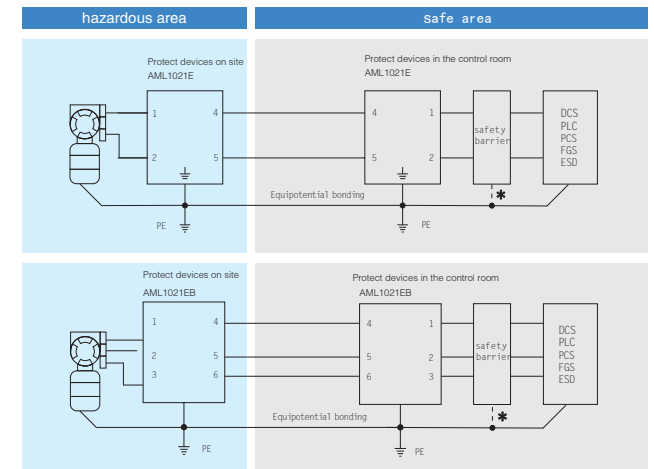 hazardous area
safe area
Protect devices on site
AML1021E
Protect devices in the control room
AML1021E
1 4
4 1
2 5
5 2
safety
barrier
DCS
PLC
PCS
FGS
ESD
Equipotential bonding
*
PE
PE
Protect devices on site
AML1021EB
Protect devices in the control room
AML1021EB
1 4
4 1
2 5
5 2
3 6
6 3
safety
barrier
DCS
PLC
PCS
FGS
ESD
Equipotential bonding
*
PE
PE